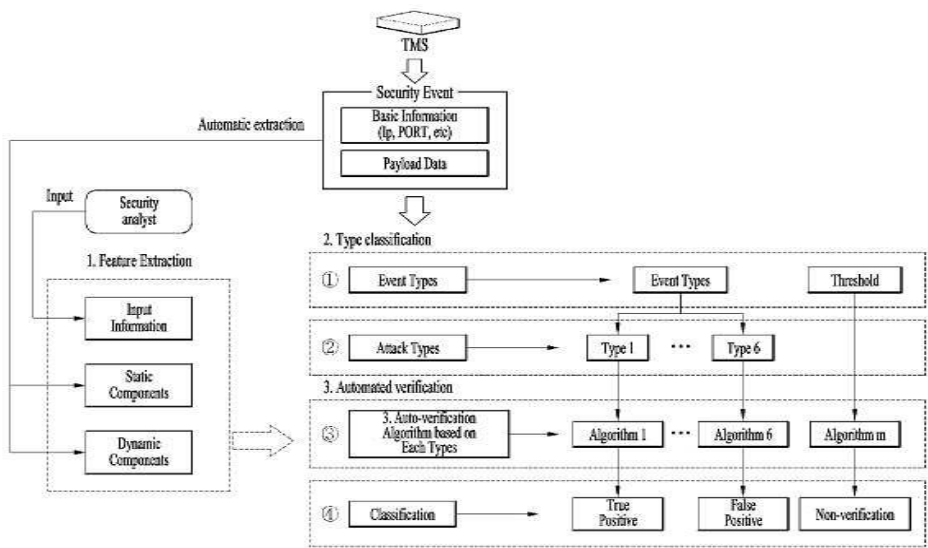 TMS
Security Event
Basic Information
(Ip, PORT, etc)
Payload Data
Automatic extraction
Input
Security
analyst
1. Feature Extraction
Input
Information
Static
Components
Dynamic
Components
2. Type classification
① Event Types Event Types Threshold
② Attack Types Type 1 ••• Type 6
3. Automated verification
③ 3. Auto-verification
Algorithm based on
Each Types
Algorithm 1 ••• Algorithm 6 Algorithm m
④ Classification
True
Positive
False
Positive
Non-verification